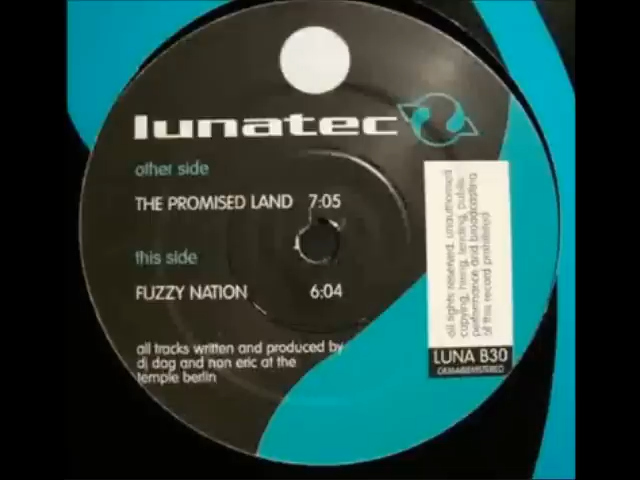 lunatec
other side
THE PROMISED LAND 7:05
this side
FUZZY NATION 6:04
all tracks written and produced by
dj dag and nan eric at the
temple berlin
all rights reserved. unauthorised
copying, hiring, lending, public
performance and broadcasting
of this record prohibited
LUNA B30